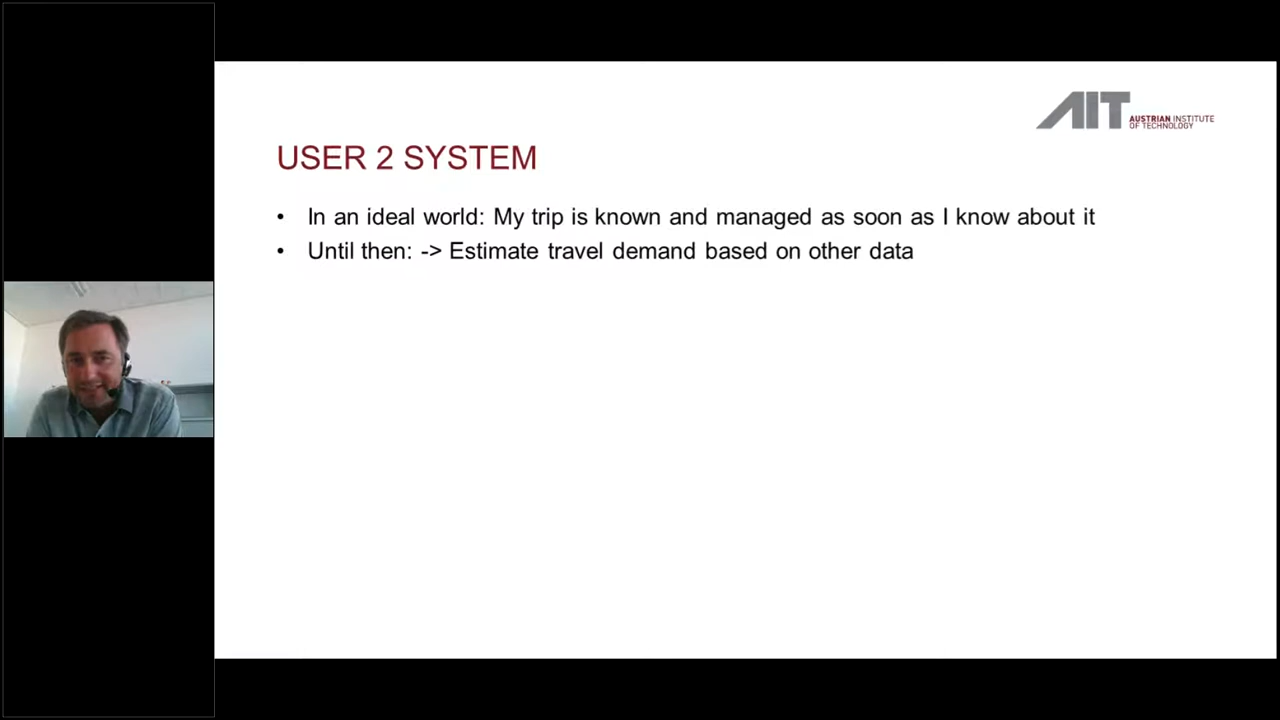 AIT
AUSTRIAN INSTITUTE
OF TECHNOLOGY
USER 2 SYSTEM
• In an ideal world: My trip is known and managed as soon as I know about it
• Until then: -> Estimate travel demand based on other data